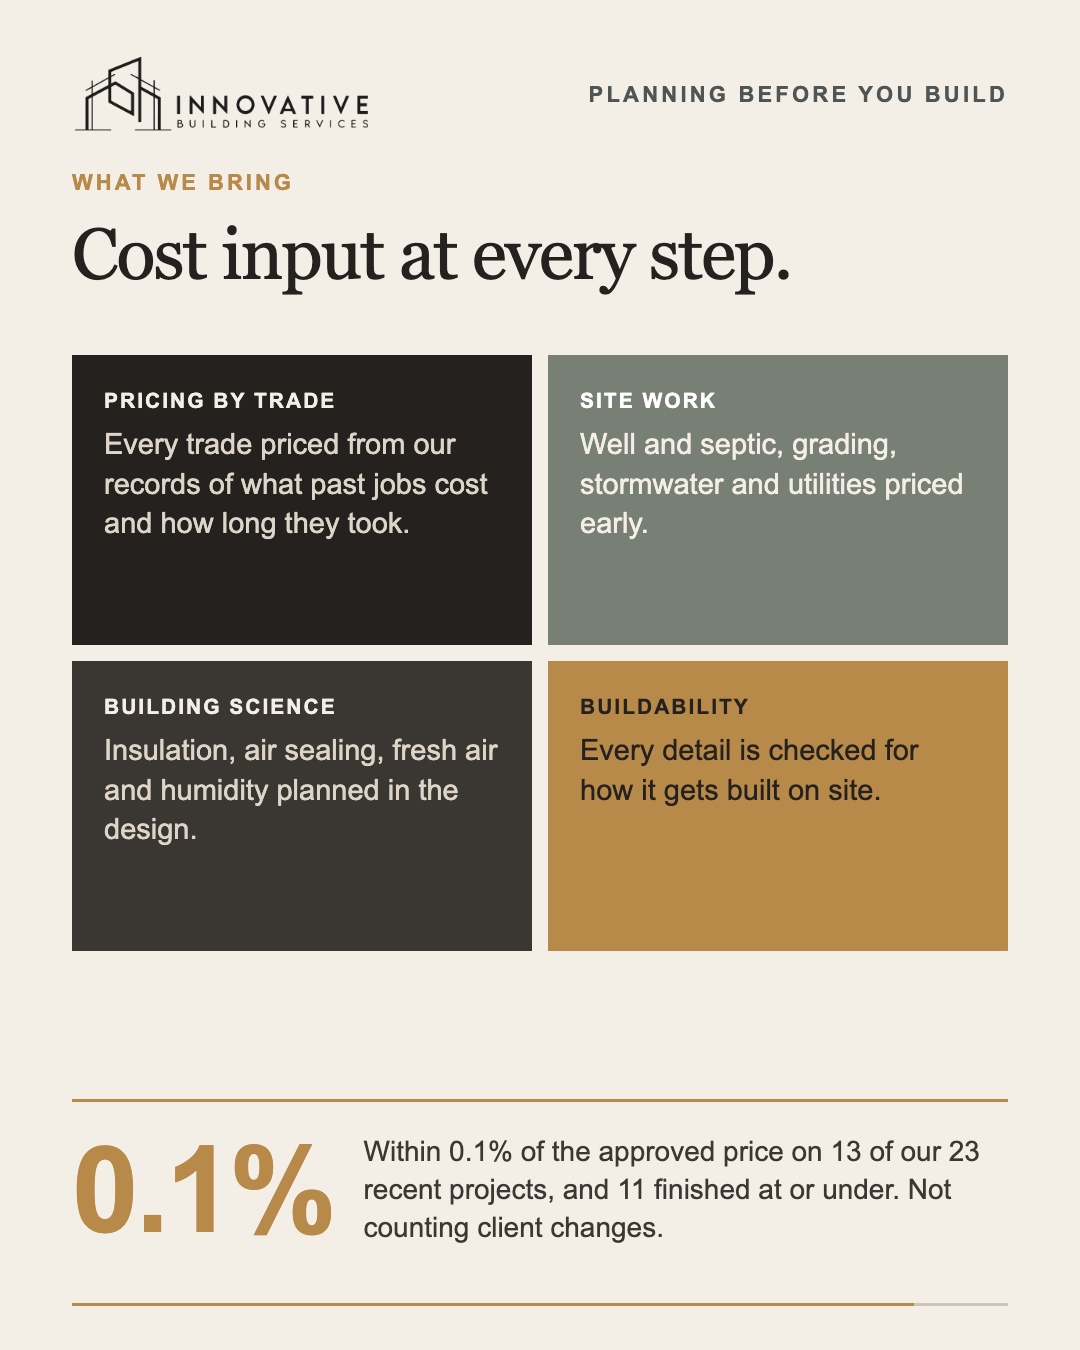 INNOVATIVE
BUILDING SERVICES
PLANNING BEFORE YOU BUILD
WHAT WE BRING
Cost input at every step.
PRICING BY TRADE
Every trade priced from our
records of what past jobs cost
and how long they took.
SITE WORK
Well and septic, grading,
stormwater and utilities priced
early.
BUILDING SCIENCE
Insulation, air sealing, fresh air
and humidity planned in the
design.
BUILDABILITY
Every detail is checked for
how it gets built on site.
0.1%
Within 0.1% of the approved price on 13 of our 23
recent projects, and 11 finished at or under. Not
counting client changes.